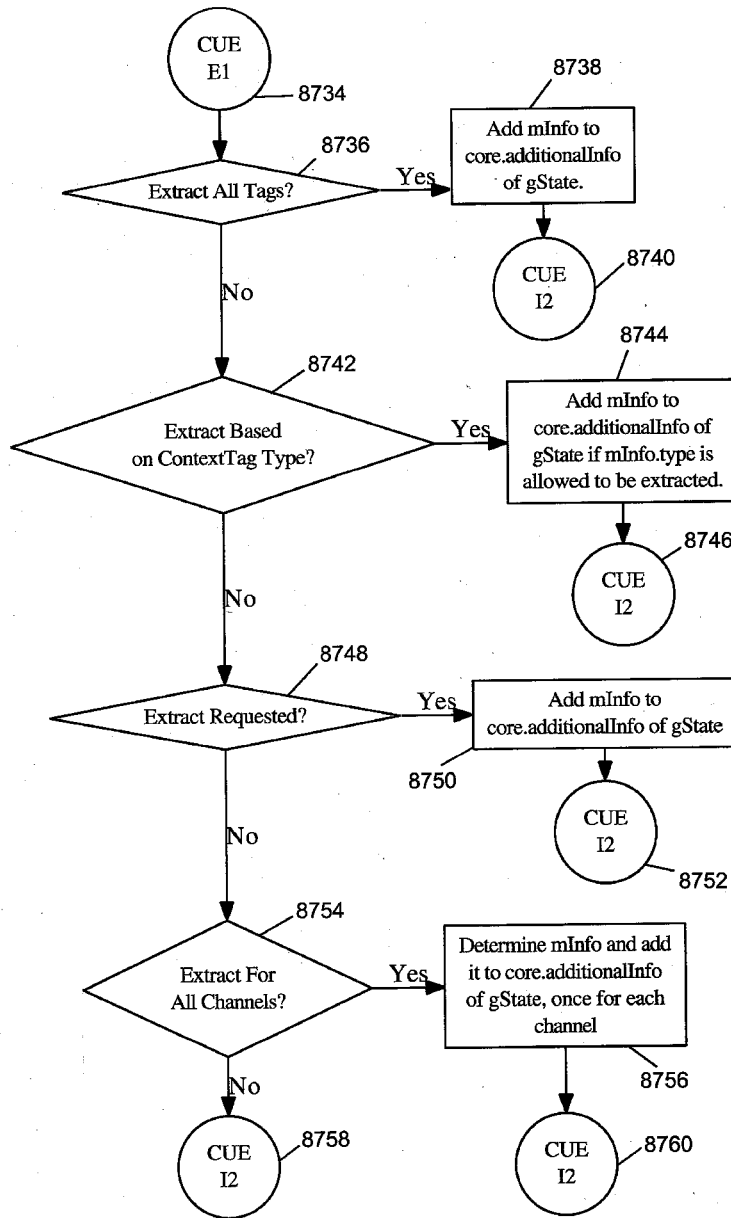 CUE
E1
8734
8738
8736
Add mInfo to
core.additionalInfo
of gState.
Extract All Tags?
Yes
8740
CUE
I2
No
8742
8744
Extract Based
on ContextTag Type?
Yes
Add mInfo to
core.additionalInfo of
gState if mInfo.type is
allowed to be extracted.
8746
CUE
I2
No
8748
Extract Requested?
Yes
Add mInfo to
core.additionalInfo of gState
8750
CUE
I2
8752
No
8754
Extract For
All Channels?
Yes
Determine mInfo and add
it to core.additionalInfo
of gState, once for each
channel
8756
No
CUE
I2
8758
CUE
I2
8760